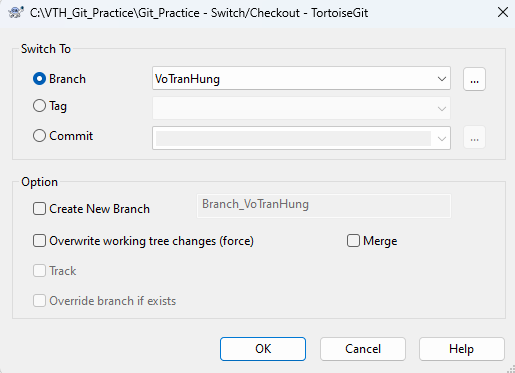 C:\VTH_Git_Practice\Git_Practice - Switch/Checkout - TortoiseGit
Switch To
Branch VoTranHung ...
Tag
Commit ...
Option
Create New Branch Branch_VoTranHung
Overwrite working tree changes (force) Merge
Track
Override branch if exists
OK Cancel Help